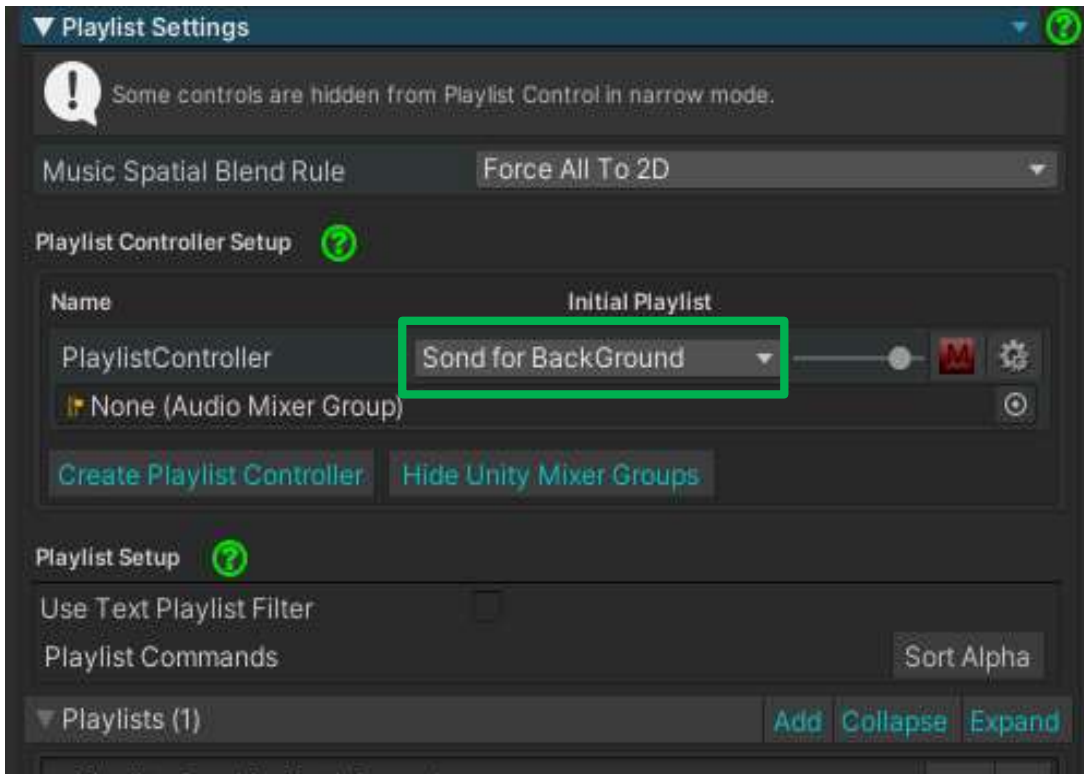 ▼ Playlist Settings
Some controls are hidden from Playlist Control in narrow mode.
Music Spatial Blend Rule Force All To 2D
Playlist Controller Setup ?
Name Initial Playlist
PlaylistController Sond for BackGround M
None (Audio Mixer Group)
Create Playlist Controller Hide Unity Mixer Groups
Playlist Setup ?
Use Text Playlist Filter
Playlist Commands Sort Alpha
Playlists (1) Add Collapse Expand